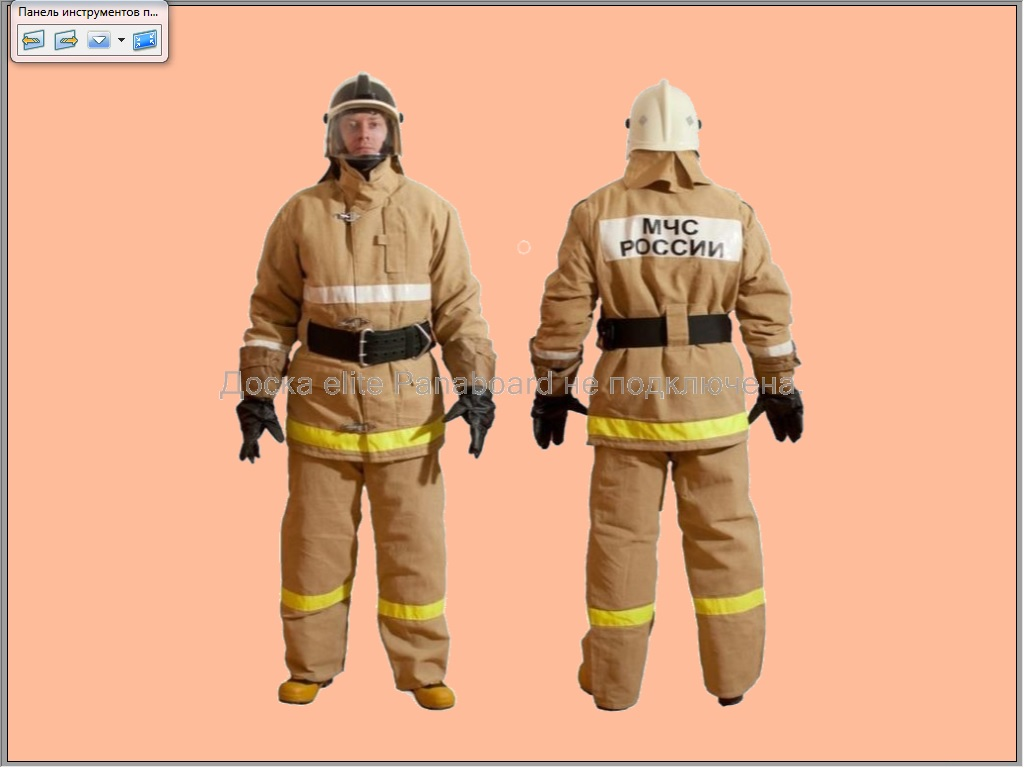 Панель инструментов п...
МЧС
РОССИИ
Доска elite Panaboard не подключена.